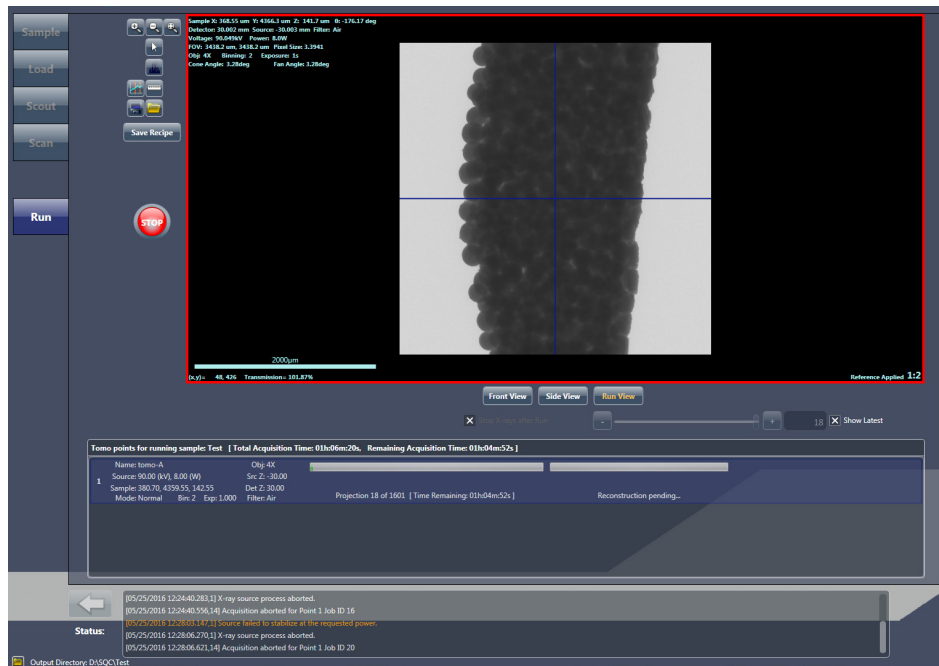 Sample
Load
Scout
Scan
Run
Save Recipe
STOP
Sample X: 368.55 um Y: 4366.3 um Z: 141.7 um θ: -176.17 deg
Detector: 30.002 mm Source: -30.003 mm Filter: Air
Voltage: 90.049kV Power: 8.0W
FOV: 3438.2 um, 3438.2 um Pixel Size: 3.3941
Obj: 4X Binning: 2 Exposure: 1s
Cone Angle: 3.28deg Fan Angle: 3.28deg
2000μm
(x,y)= 48, 426 Transmission= 101.87%
Reference Applied 1:2
Front View Side View Run View
Stop X-rays after Run - + 18 Show Latest
Tomo points for running sample: Test [ Total Acquisition Time: 01h:06m:20s, Remaining Acquisition Time: 01h:04m:52s ]
1
Name: tomo-A Obj: 4X
Source: 90.00 (kV), 8.00 (W) Src Z: -30.00
Sample: 380.70, 4359.55, 142.55 Det Z: 30.00
Mode: Normal Bin: 2 Exp: 1.000 Filter: Air
Projection 18 of 1601 [ Time Remaining: 01h:04m:52s ]
Reconstruction pending...
Status:
[05/25/2016 12:24:40.283,1] X-ray source process aborted.
[05/25/2016 12:24:40.556,14] Acquisition aborted for Point 1 Job ID 16
[05/25/2016 12:28:03.147,1] Source failed to stabilize at the requested power.
[05/25/2016 12:28:06.270,1] X-ray source process aborted.
[05/25/2016 12:28:06.621,14] Acquisition aborted for Point 1 Job ID 20
Output Directory: D:\SQC\Test